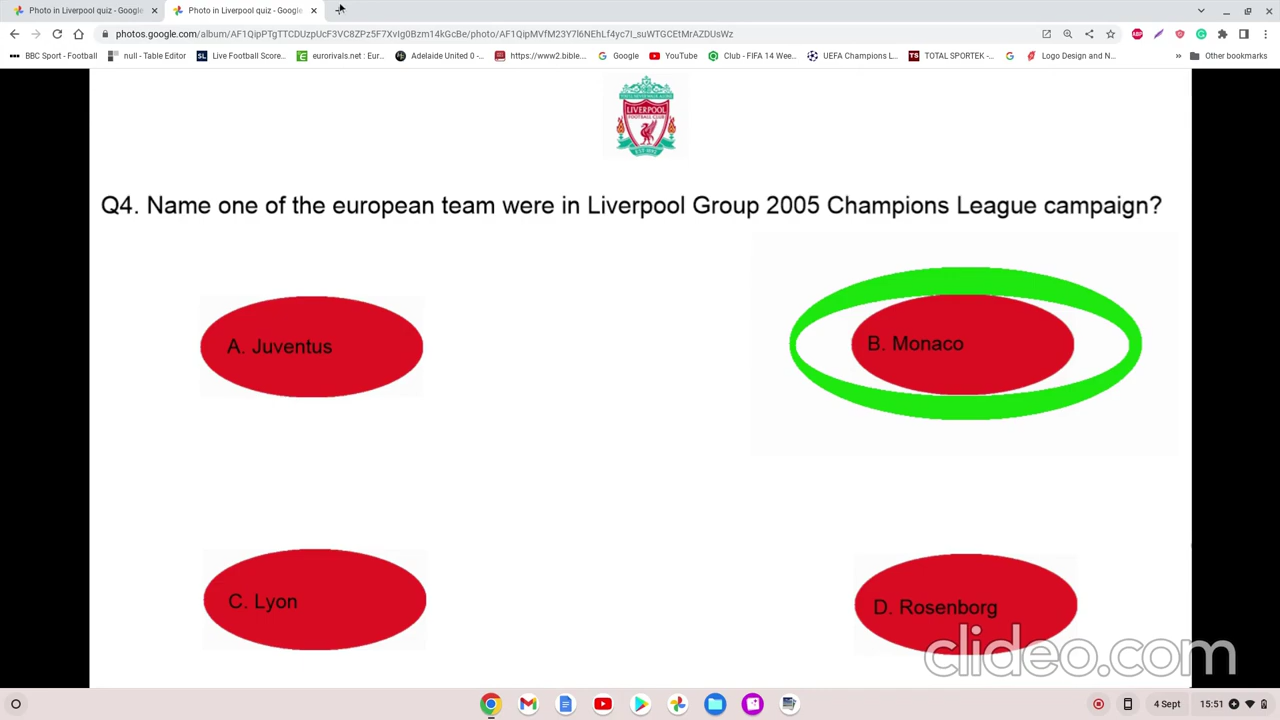 Photo in Liverpool quiz - Google
Photo in Liverpool quiz - Google
photos.google.com/album/AF1QipPTgTTCDUzpUcF3VC8ZPz5F7XvIg0Bzm14kGcBe/photo/AF1QipMVfM23Y7l6NEhLf4yc7I_suWTGCEtMrAZDUsWz
BBC Sport - Football
null - Table Editor
Live Football Score...
eurorivals.net : Eur...
Adelaide United 0 -...
https://www2.bible...
Google
YouTube
Club - FIFA 14 Wee...
UEFA Champions L...
TOTAL SPORTEK -...
Logo Design and N...
Other bookmarks
LIVERPOOL
FOOTBALL CLUB
Q4. Name one of the european team were in Liverpool Group 2005 Champions League campaign?
A. Juventus
B. Monaco
C. Lyon
D. Rosenborg
clideo.com
4 Sept
15:51